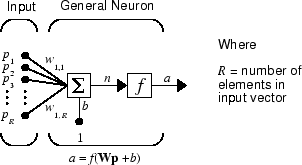 Input General Neuron
p1
p2
p3
pR
w1,1
w1, R
Σ
n
f
a
b
1
a = f(Wp +b)
Where
R = number of
elements in
input vector